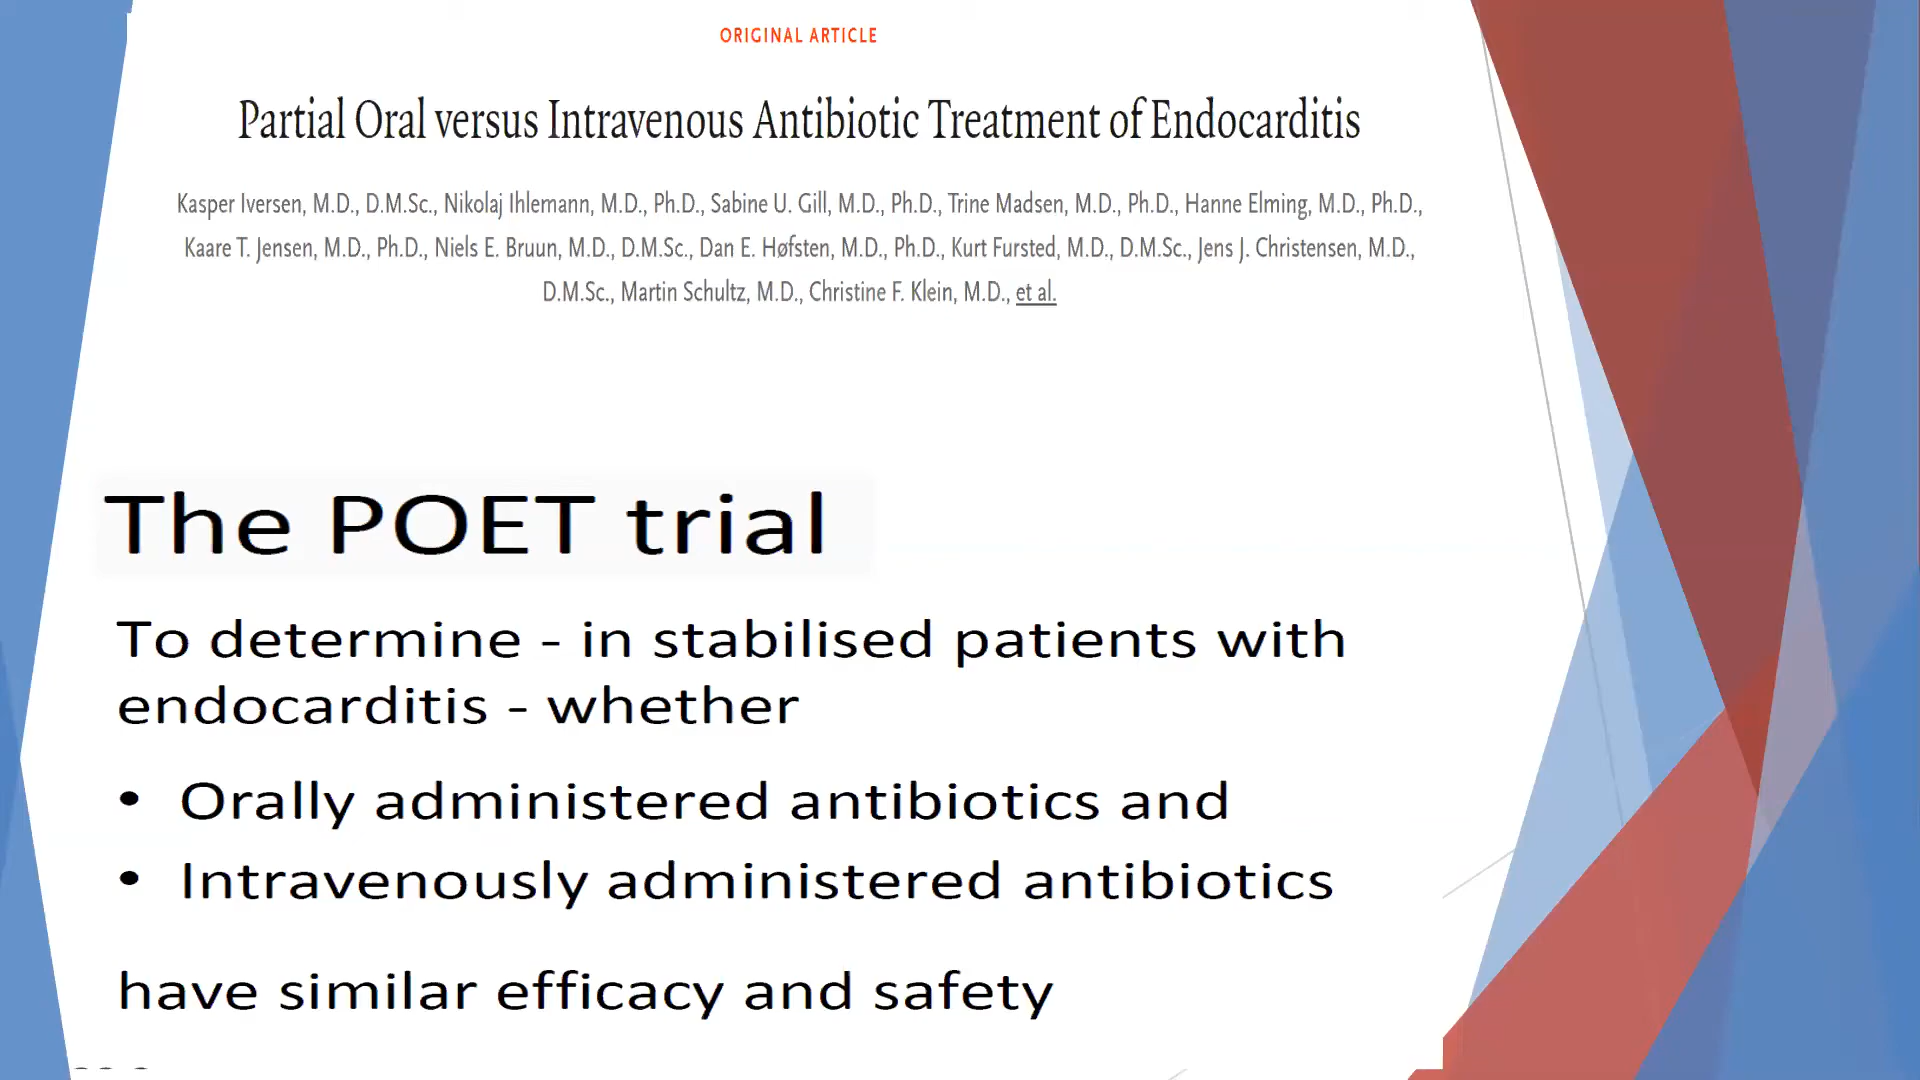 ORIGINAL ARTICLE
Partial Oral versus Intravenous Antibiotic Treatment of Endocarditis
Kasper Iversen, M.D., D.M.Sc., Nikolaj Ihlemann, M.D., Ph.D., Sabine U. Gill, M.D., Ph.D., Trine Madsen, M.D., Ph.D., Hanne Elming, M.D., Ph.D.,
Kaare T. Jensen, M.D., Ph.D., Niels E. Bruun, M.D., D.M.Sc., Dan E. Høfsten, M.D., Ph.D., Kurt Fursted, M.D., D.M.Sc., Jens J. Christensen, M.D.,
D.M.Sc., Martin Schultz, M.D., Christine F. Klein, M.D., et al.
The POET trial
To determine - in stabilised patients with
endocarditis - whether
• Orally administered antibiotics and
• Intravenously administered antibiotics
have similar efficacy and safety